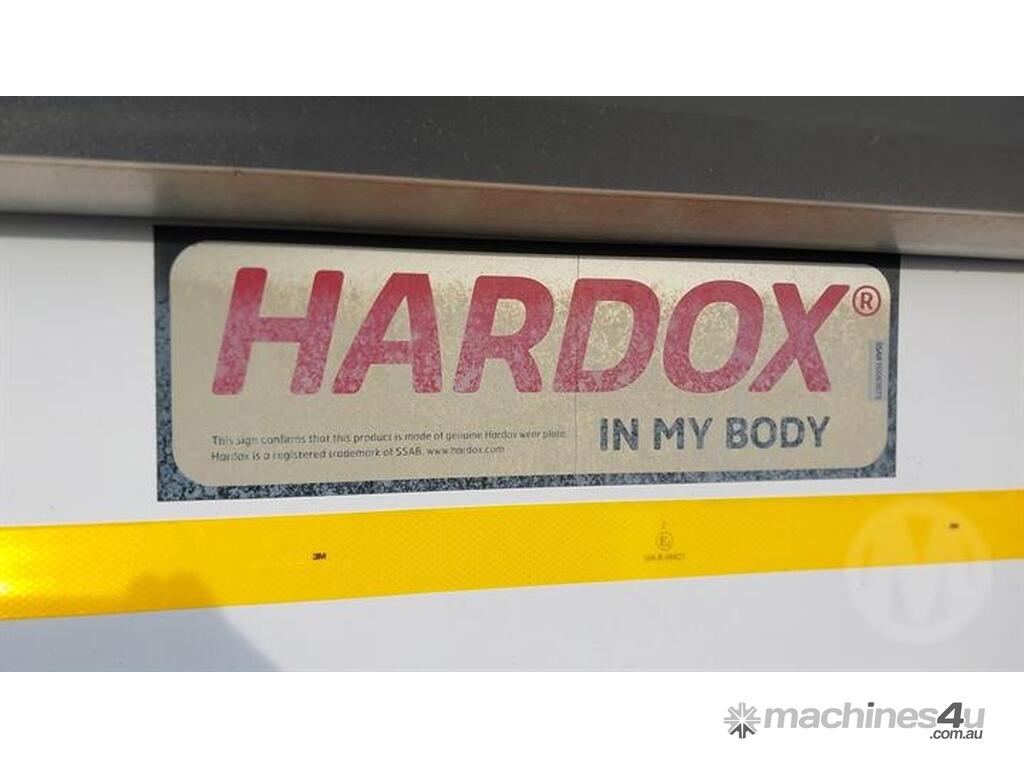 HARDOX®
IN MY BODY
This sign confirms that this product is made of genuine Hardox wear plate.
Hardox is a registered trademark of SSAB. www.hardox.com
3M
3M
machines4u
.com.au